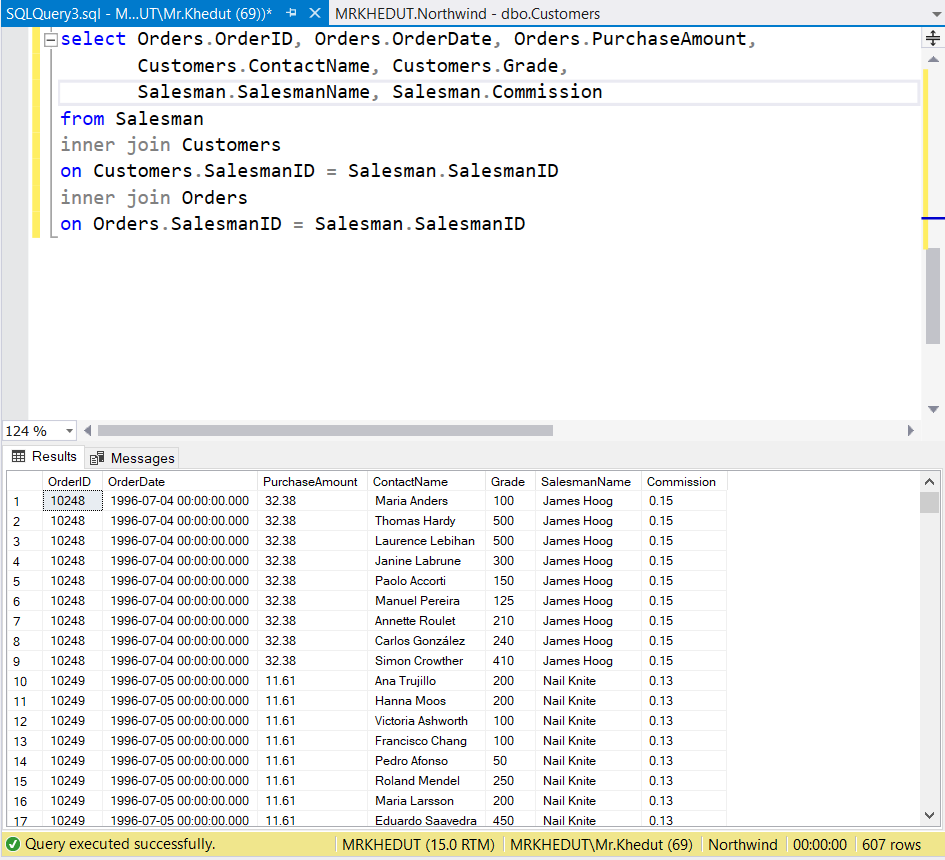 SQLQuery3.sql - M...UT\Mr.Khedut (69))* MRKHEDUT.Northwind - dbo.Customers
select Orders.OrderID, Orders.OrderDate, Orders.PurchaseAmount,
Customers.ContactName, Customers.Grade,
Salesman.SalesmanName, Salesman.Commission
from Salesman
inner join Customers
on Customers.SalesmanID = Salesman.SalesmanID
inner join Orders
on Orders.SalesmanID = Salesman.SalesmanID
124 %
Results Messages
OrderID OrderDate PurchaseAmount ContactName Grade SalesmanName Commission
1 10248 1996-07-04 00:00:00.000 32.38 Maria Anders 100 James Hoog 0.15
2 10248 1996-07-04 00:00:00.000 32.38 Thomas Hardy 500 James Hoog 0.15
3 10248 1996-07-04 00:00:00.000 32.38 Laurence Lebihan 500 James Hoog 0.15
4 10248 1996-07-04 00:00:00.000 32.38 Janine Labrune 300 James Hoog 0.15
5 10248 1996-07-04 00:00:00.000 32.38 Paolo Accorti 150 James Hoog 0.15
6 10248 1996-07-04 00:00:00.000 32.38 Manuel Pereira 125 James Hoog 0.15
7 10248 1996-07-04 00:00:00.000 32.38 Annette Roulet 210 James Hoog 0.15
8 10248 1996-07-04 00:00:00.000 32.38 Carlos González 240 James Hoog 0.15
9 10248 1996-07-04 00:00:00.000 32.38 Simon Crowther 410 James Hoog 0.15
10 10249 1996-07-05 00:00:00.000 11.61 Ana Trujillo 200 Nail Knite 0.13
11 10249 1996-07-05 00:00:00.000 11.61 Hanna Moos 200 Nail Knite 0.13
12 10249 1996-07-05 00:00:00.000 11.61 Victoria Ashworth 100 Nail Knite 0.13
13 10249 1996-07-05 00:00:00.000 11.61 Francisco Chang 100 Nail Knite 0.13
14 10249 1996-07-05 00:00:00.000 11.61 Pedro Afonso 50 Nail Knite 0.13
15 10249 1996-07-05 00:00:00.000 11.61 Roland Mendel 250 Nail Knite 0.13
16 10249 1996-07-05 00:00:00.000 11.61 Maria Larsson 200 Nail Knite 0.13
17 10249 1996-07-05 00:00:00.000 11.61 Eduardo Saavedra 450 Nail Knite 0.13
Query executed successfully. MRKHEDUT (15.0 RTM) MRKHEDUT\Mr.Khedut (69) Northwind 00:00:00 607 rows